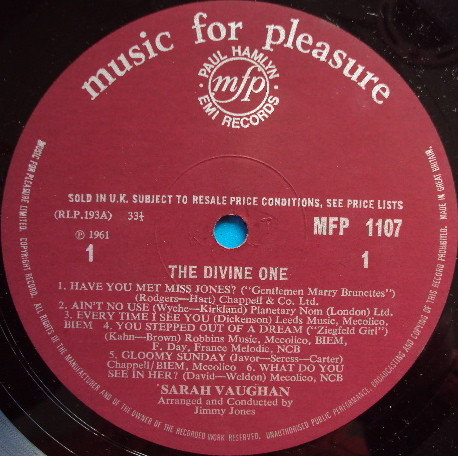 music for pleasure
PAUL HAMLYN
mfp
EMI RECORDS
SOLD IN U.K. SUBJECT TO RESALE PRICE CONDITIONS, SEE PRICE LISTS
(RLP.193A) 33⅓
MFP 1107
℗ 1961
1
1
THE DIVINE ONE
1. HAVE YOU MET MISS JONES? ("Gentlemen Marry Brunettes")
(Rodgers—Hart) Chappell & Co. Ltd.
2. AIN'T NO USE (Wyche—Kirkland) Planetary Nom (London) Ltd.
3. EVERY TIME I SEE YOU (Dickenson) Leeds Music, Mecolico,
BIEM 4. YOU STEPPED OUT OF A DREAM ("Ziegfeld Girl")
(Kahn—Brown) Robbins Music, Mecolico, BIEM,
F. Day, France Melodie, NCB
5. GLOOMY SUNDAY (Javor—Seress—Carter)
Chappell/BIEM, Mecolico 6. WHAT DO YOU
SEE IN HER? (David—Weldon) Mecolico, NCB
SARAH VAUGHAN
Arranged and Conducted by
Jimmy Jones
MUSIC FOR PLEASURE LIMITED. COPYRIGHT RECORD. ALL RIGHTS OF THE MANUFACTURER AND OF THE OWNER OF THE RECORDED WORK RESERVED. UNAUTHORISED PUBLIC PERFORMANCE, BROADCASTING AND COPYING OF THIS RECORD PROHIBITED. MADE IN GREAT BRITAIN.